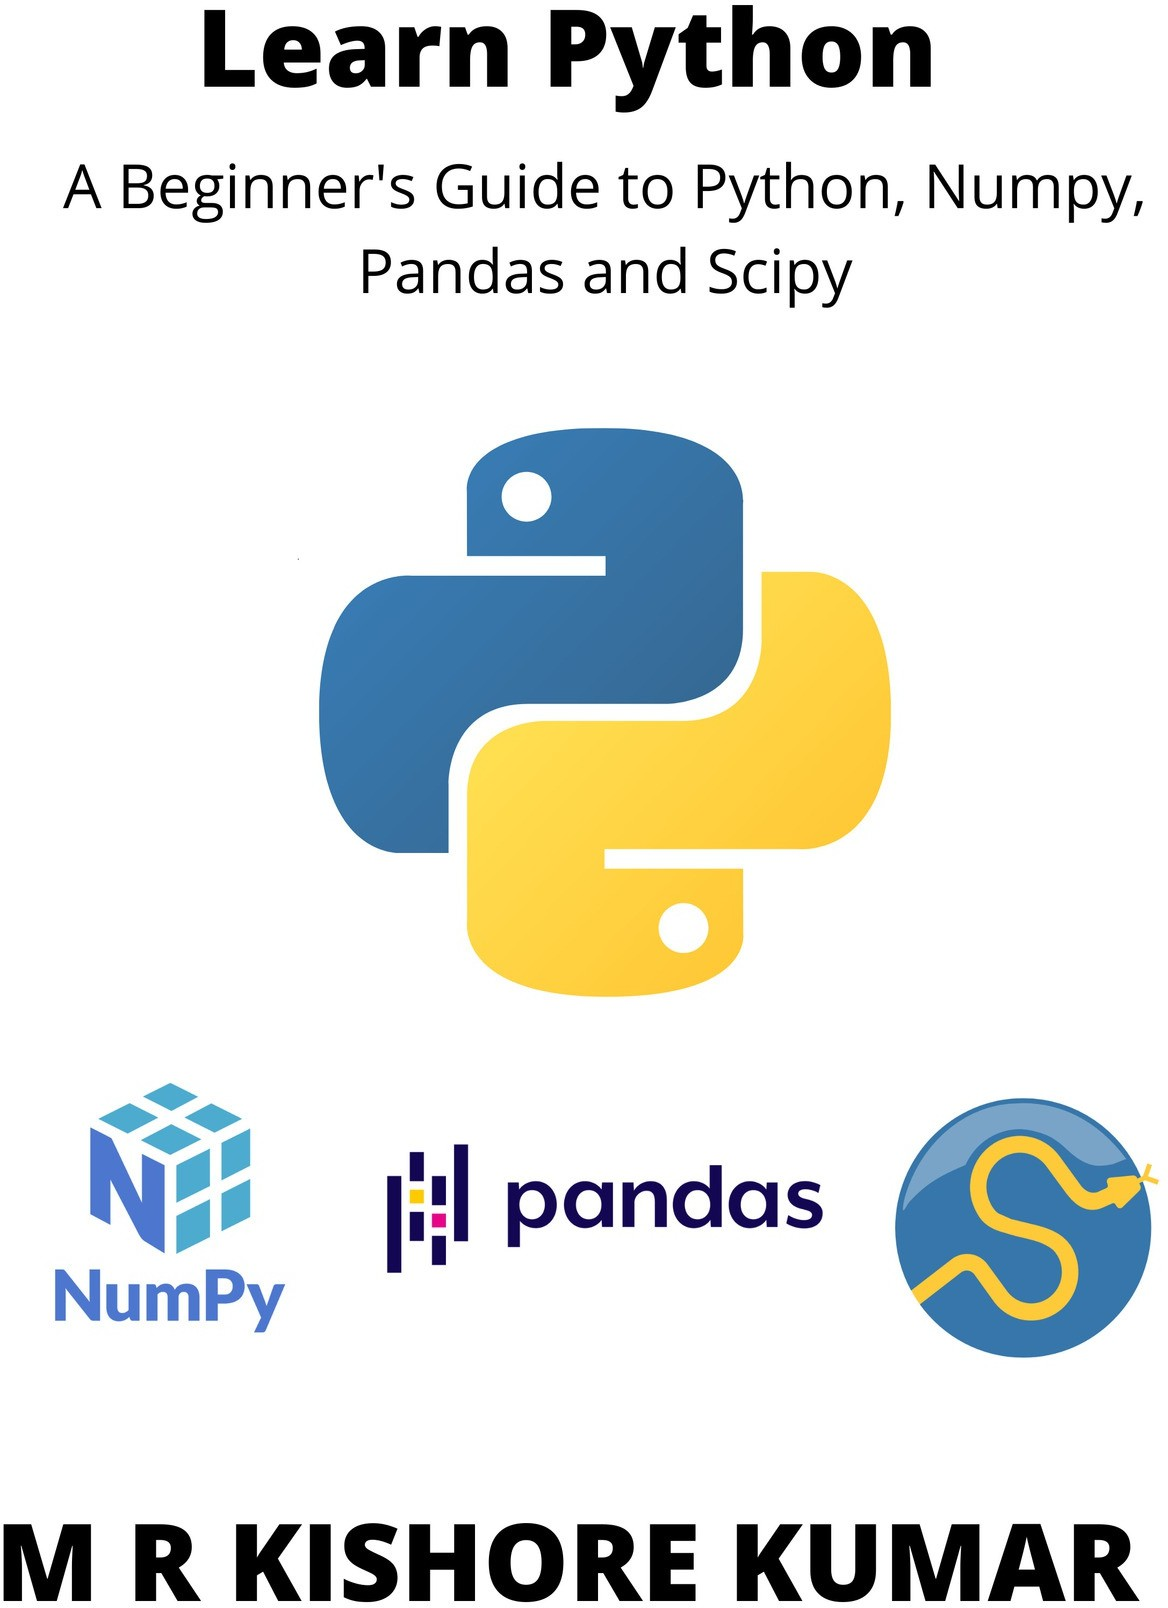 Learn Python
A Beginner's Guide to Python, Numpy,
Pandas and Scipy
NumPy
pandas
M R KISHORE KUMAR